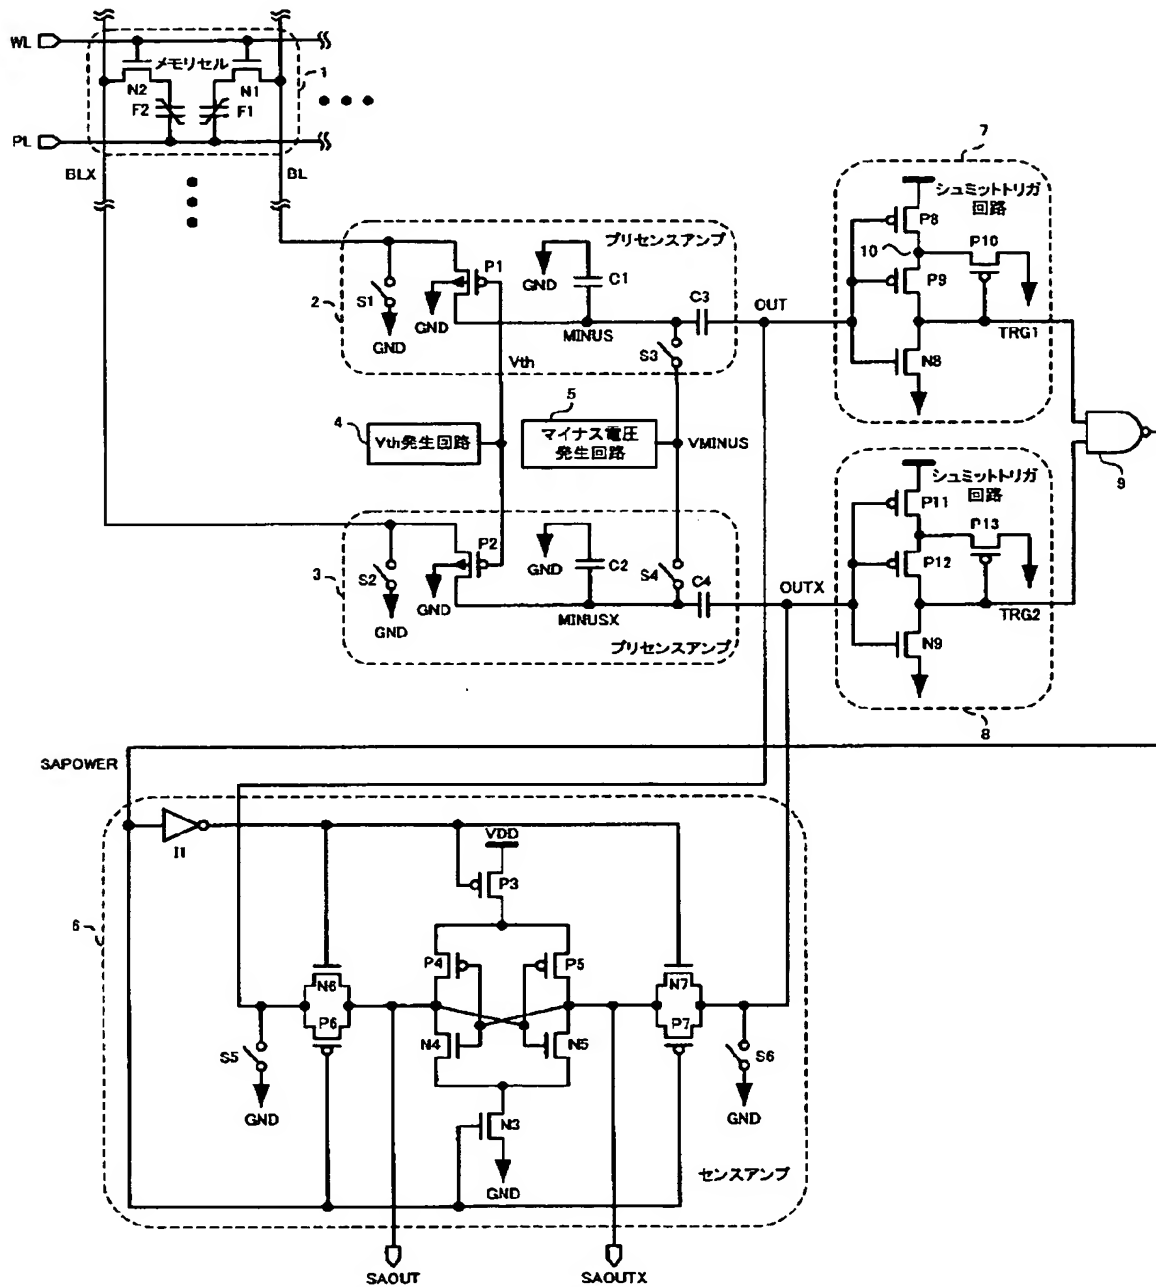 WL
メモリセル
1
N2
N1
F2
F1
PL
BLX
BL
7
シュミットトリガ
回路
P8
10
P10
P9
TRG1
N8
プリセンスアンプ
2
S1
GND
P1
GND
GND
C1
C3
OUT
MINUS
S3
Vth
4
Vth発生回路
5
マイナス電圧
発生回路
VMINUS
9
シュミットトリガ
回路
P11
P13
P12
TRG2
N9
8
3
S2
GND
P2
GND
GND
C2
S4
C4
OUTX
MINUSX
プリセンスアンプ
SAPOWER
I1
VDD
P3
6
P4
P5
N6
P6
N7
P7
N4
N5
S5
GND
S6
GND
N3
GND
センスアンプ
SAOUT
SAOUTX